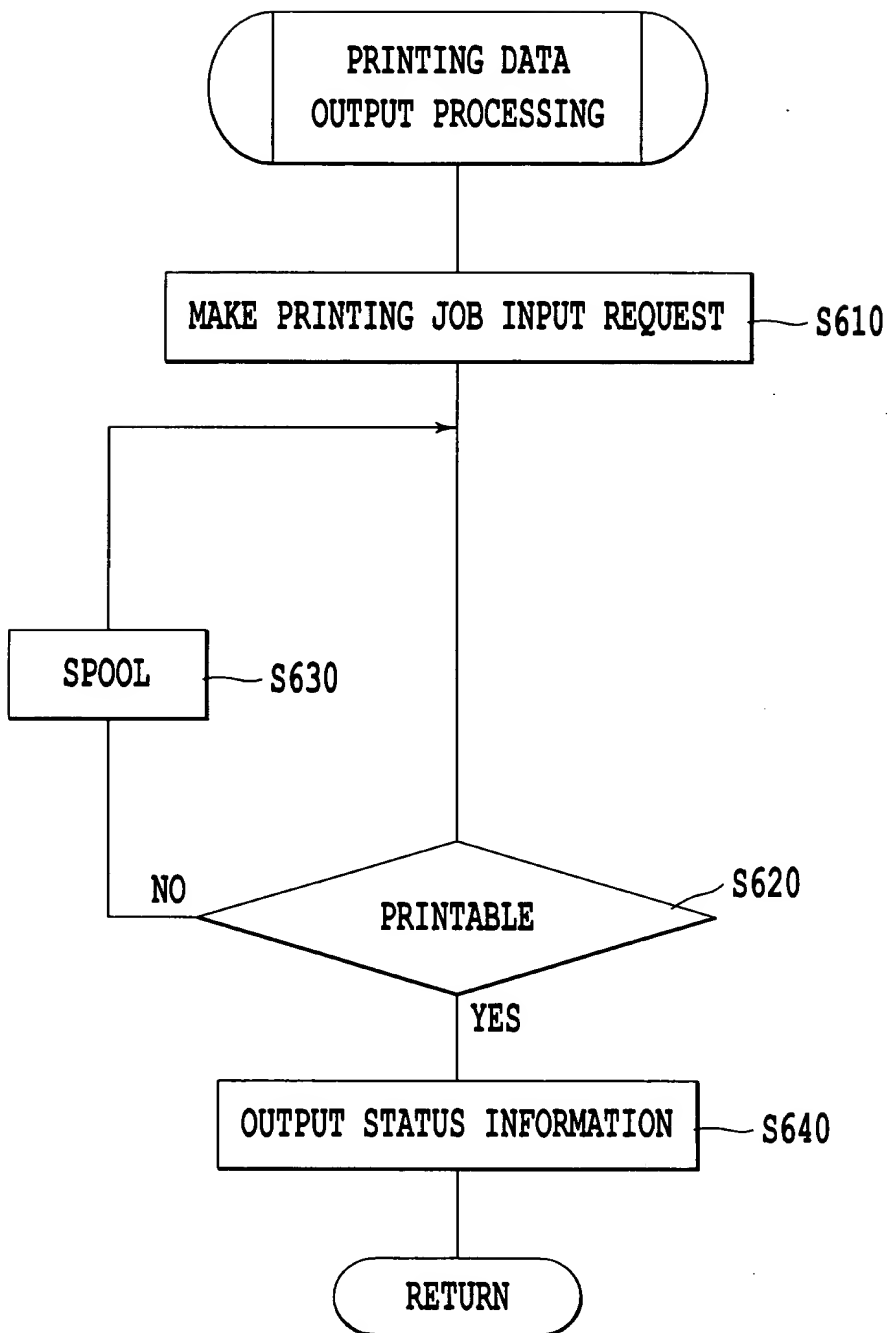 PRINTING DATA
OUTPUT PROCESSING
MAKE PRINTING JOB INPUT REQUEST
S610
SPOOL
S630
NO
PRINTABLE
S620
YES
OUTPUT STATUS INFORMATION
S640
RETURN